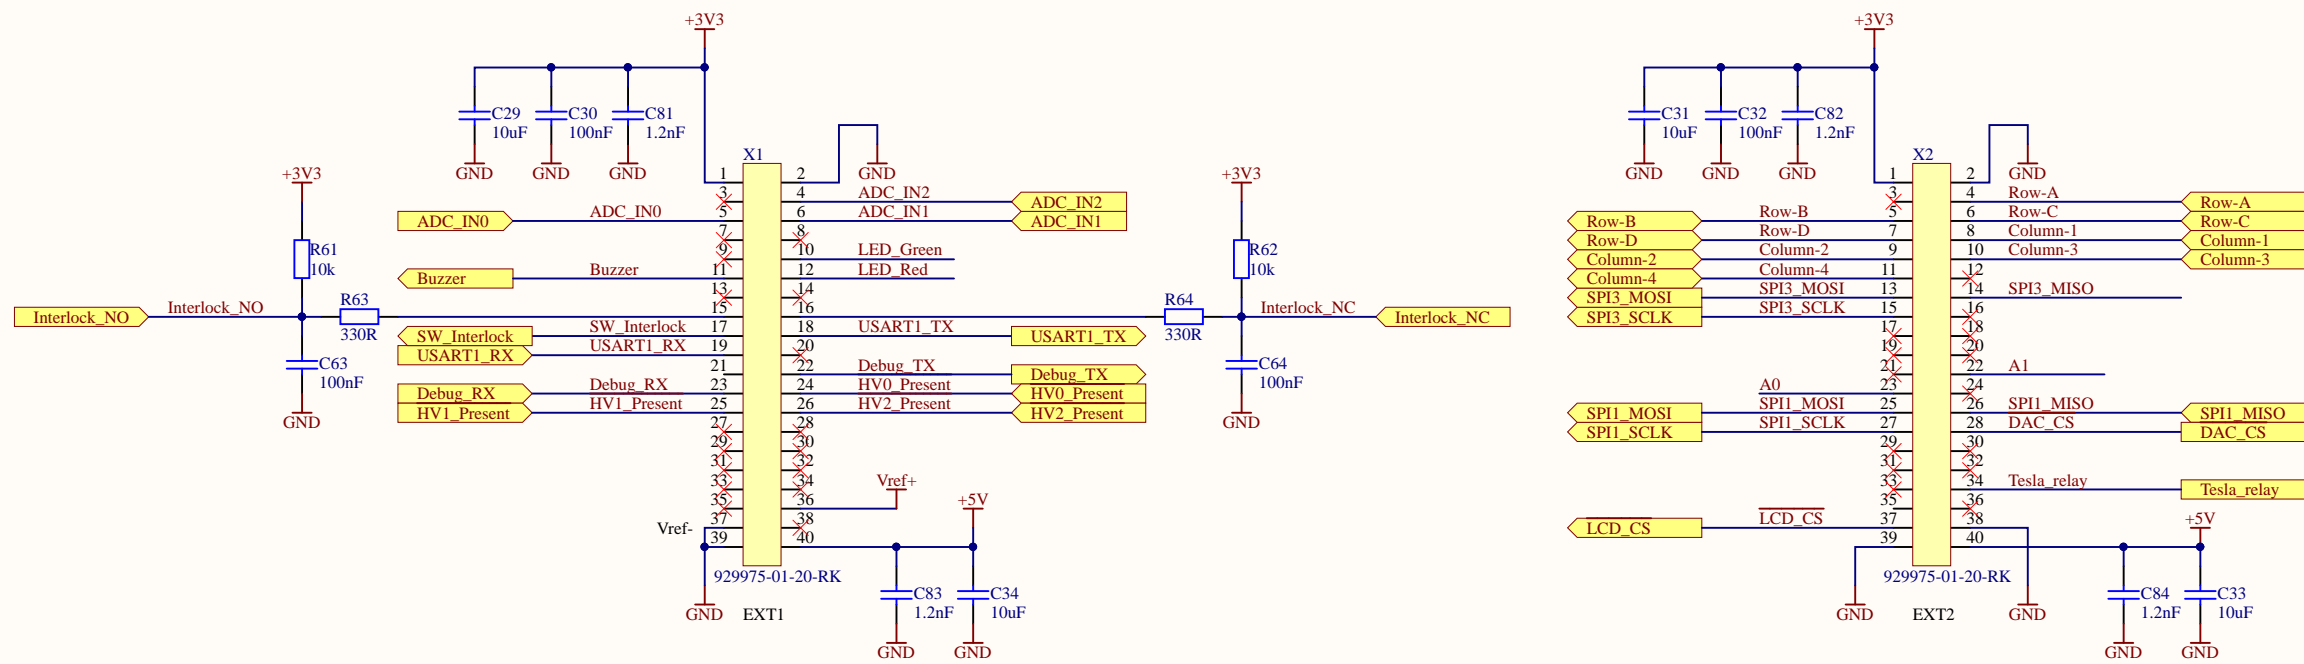 +3V3
+3V3
C29
10uF
C30
100nF
C81
1.2nF
GND
GND
GND
GND
X1
+3V3
R61
10k
Interlock_NO
Interlock_NO
R63
330R
C63
100nF
GND
ADC_IN0
ADC_IN0
Buzzer
Buzzer
SW_Interlock
SW_Interlock
USART1_RX
USART1_RX
Debug_RX
Debug_RX
HV1_Present
HV1_Present
1
2
3
4
5
6
7
8
9
10
11
12
13
14
15
16
17
18
19
20
21
22
23
24
25
26
27
28
29
30
31
32
33
34
35
36
37
38
39
40
ADC_IN2
ADC_IN2
ADC_IN1
ADC_IN1
LED_Green
LED_Red
USART1_TX
USART1_TX
Debug_TX
Debug_TX
HV0_Present
HV0_Present
HV2_Present
HV2_Present
+3V3
R62
10k
R64
330R
Interlock_NC
Interlock_NC
C64
100nF
GND
Vref+
+5V
Vref-
929975-01-20-RK
GND
EXT1
C83
1.2nF
C34
10uF
GND
GND
C31
10uF
C32
100nF
C82
1.2nF
GND
GND
GND
GND
X2
Row-B
Row-B
Row-D
Row-D
Column-2
Column-2
Column-4
Column-4
SPI3_MOSI
SPI3_MOSI
SPI3_SCLK
SPI3_SCLK
A0
SPI1_MOSI
SPI1_MOSI
SPI1_SCLK
SPI1_SCLK
LCD_CS
LCD_CS
1
2
3
4
5
6
7
8
9
10
11
12
13
14
15
16
17
18
19
20
21
22
23
24
25
26
27
28
29
30
31
32
33
34
35
36
37
38
39
40
Row-A
Row-A
Row-C
Row-C
Column-1
Column-1
Column-3
Column-3
SPI3_MISO
A1
SPI1_MISO
SPI1_MISO
DAC_CS
DAC_CS
Tesla_relay
Tesla_relay
+5V
929975-01-20-RK
GND
EXT2
GND
C84
1.2nF
C33
10uF
GND
GND